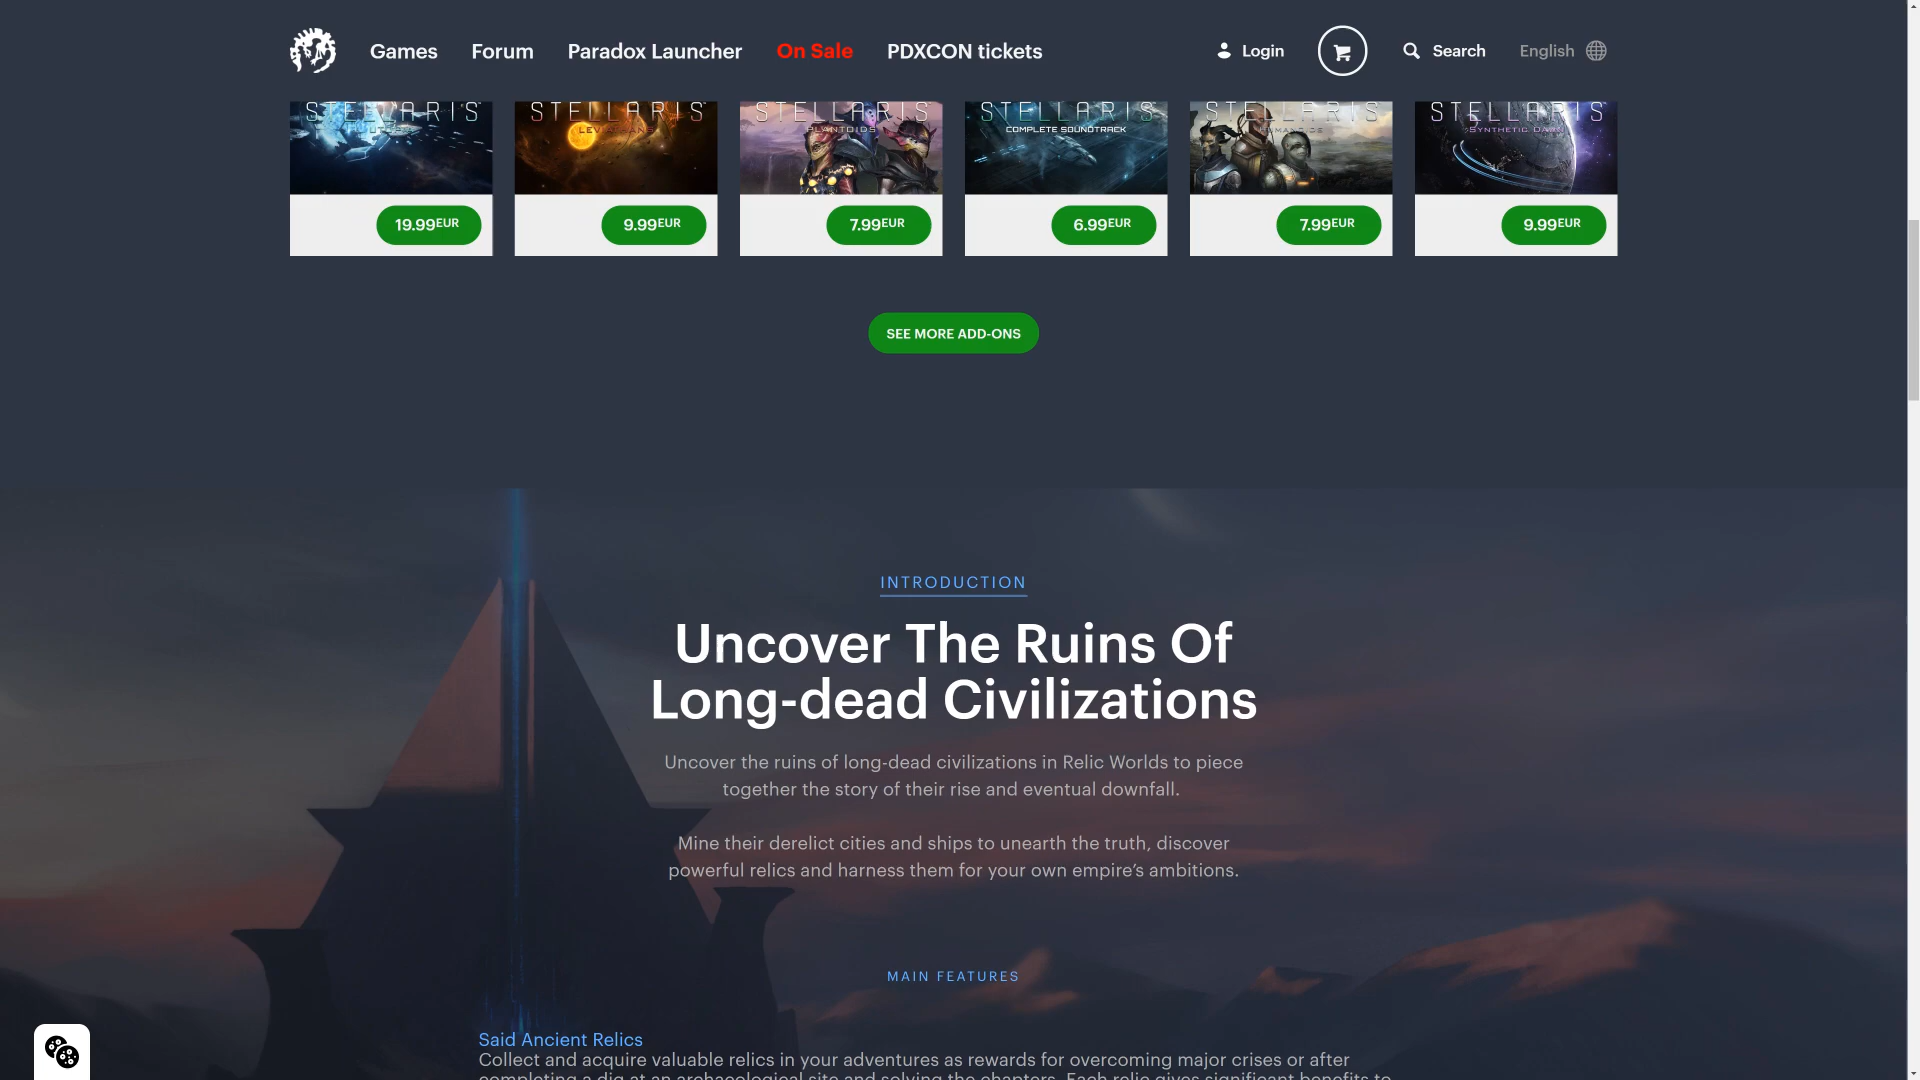 Games
Forum
Paradox Launcher
On Sale
PDXCON tickets
Login
Search
English
STELLARIS
UTOPIA
STELLARIS
LEVIATHANS
STELLARIS
PLANTOIDS
STELLARIS
COMPLETE SOUNDTRACK
STELLARIS
HUMANOIDS
STELLARIS
SYNTHETIC DAWN
19.99EUR
9.99EUR
7.99EUR
6.99EUR
7.99EUR
9.99EUR
SEE MORE ADD-ONS
INTRODUCTION
Uncover The Ruins Of
Long-dead Civilizations
Uncover the ruins of long-dead civilizations in Relic Worlds to piece
together the story of their rise and eventual downfall.
Mine their derelict cities and ships to unearth the truth, discover
powerful relics and harness them for your own empire’s ambitions.
MAIN FEATURES
Said Ancient Relics
Collect and acquire valuable relics in your adventures as rewards for overcoming major crises or after
completing a dig at an archaeological site and solving the chapters. Each relic gives significant benefits to